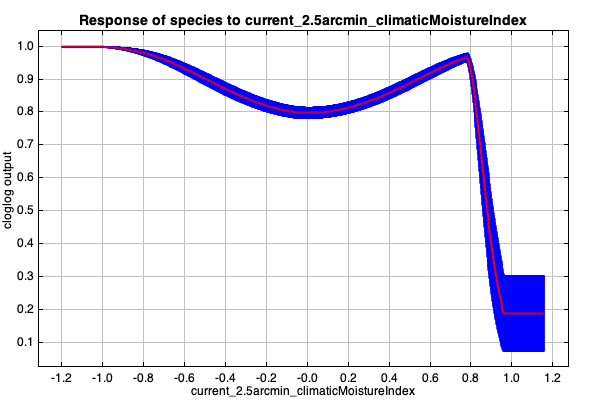 Response of species to current_2.5arcmin_climaticMoistureIndex
cloglog output
1.0
0.9
0.8
0.7
0.6
0.5
0.4
0.3
0.2
0.1
-1.2 -1.0 -0.8 -0.6 -0.4 -0.2 -0.0 0.2 0.4 0.6 0.8 1.0 1.2
current_2.5arcmin_climaticMoistureIndex